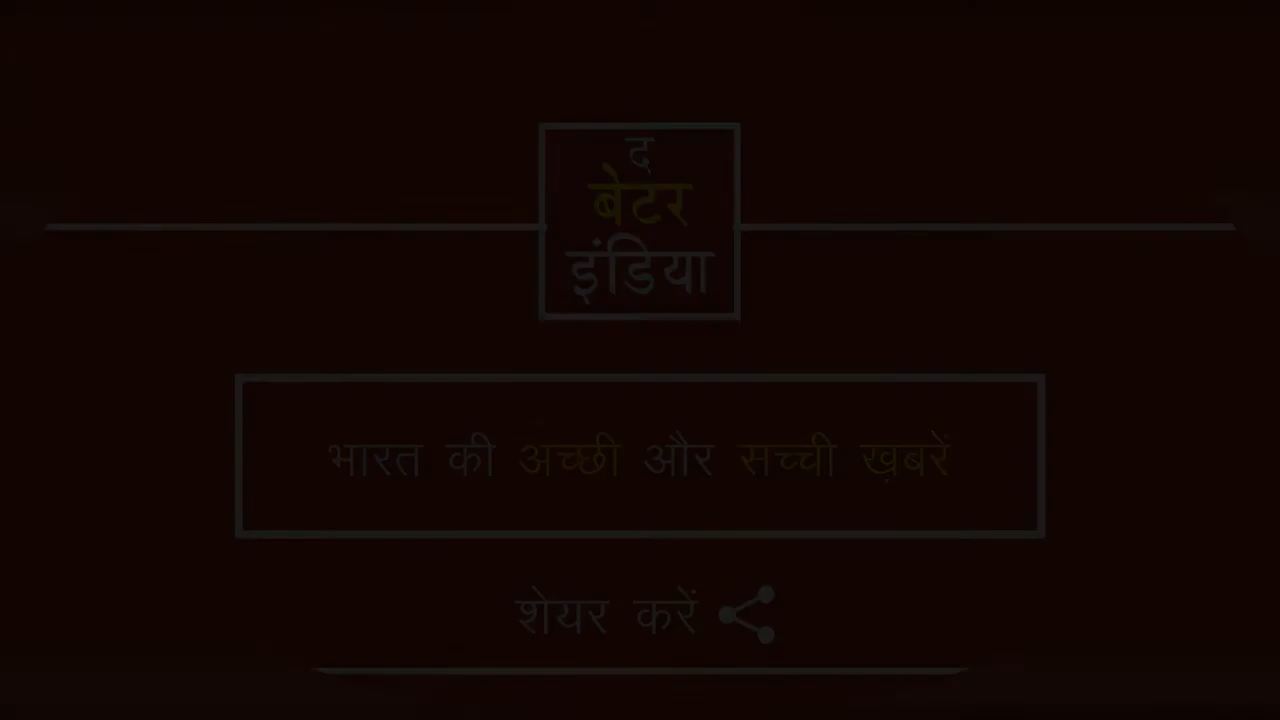 द
बेटर
इंडिया
भारत की अच्छी और सच्ची ख़बरें
शेयर करें